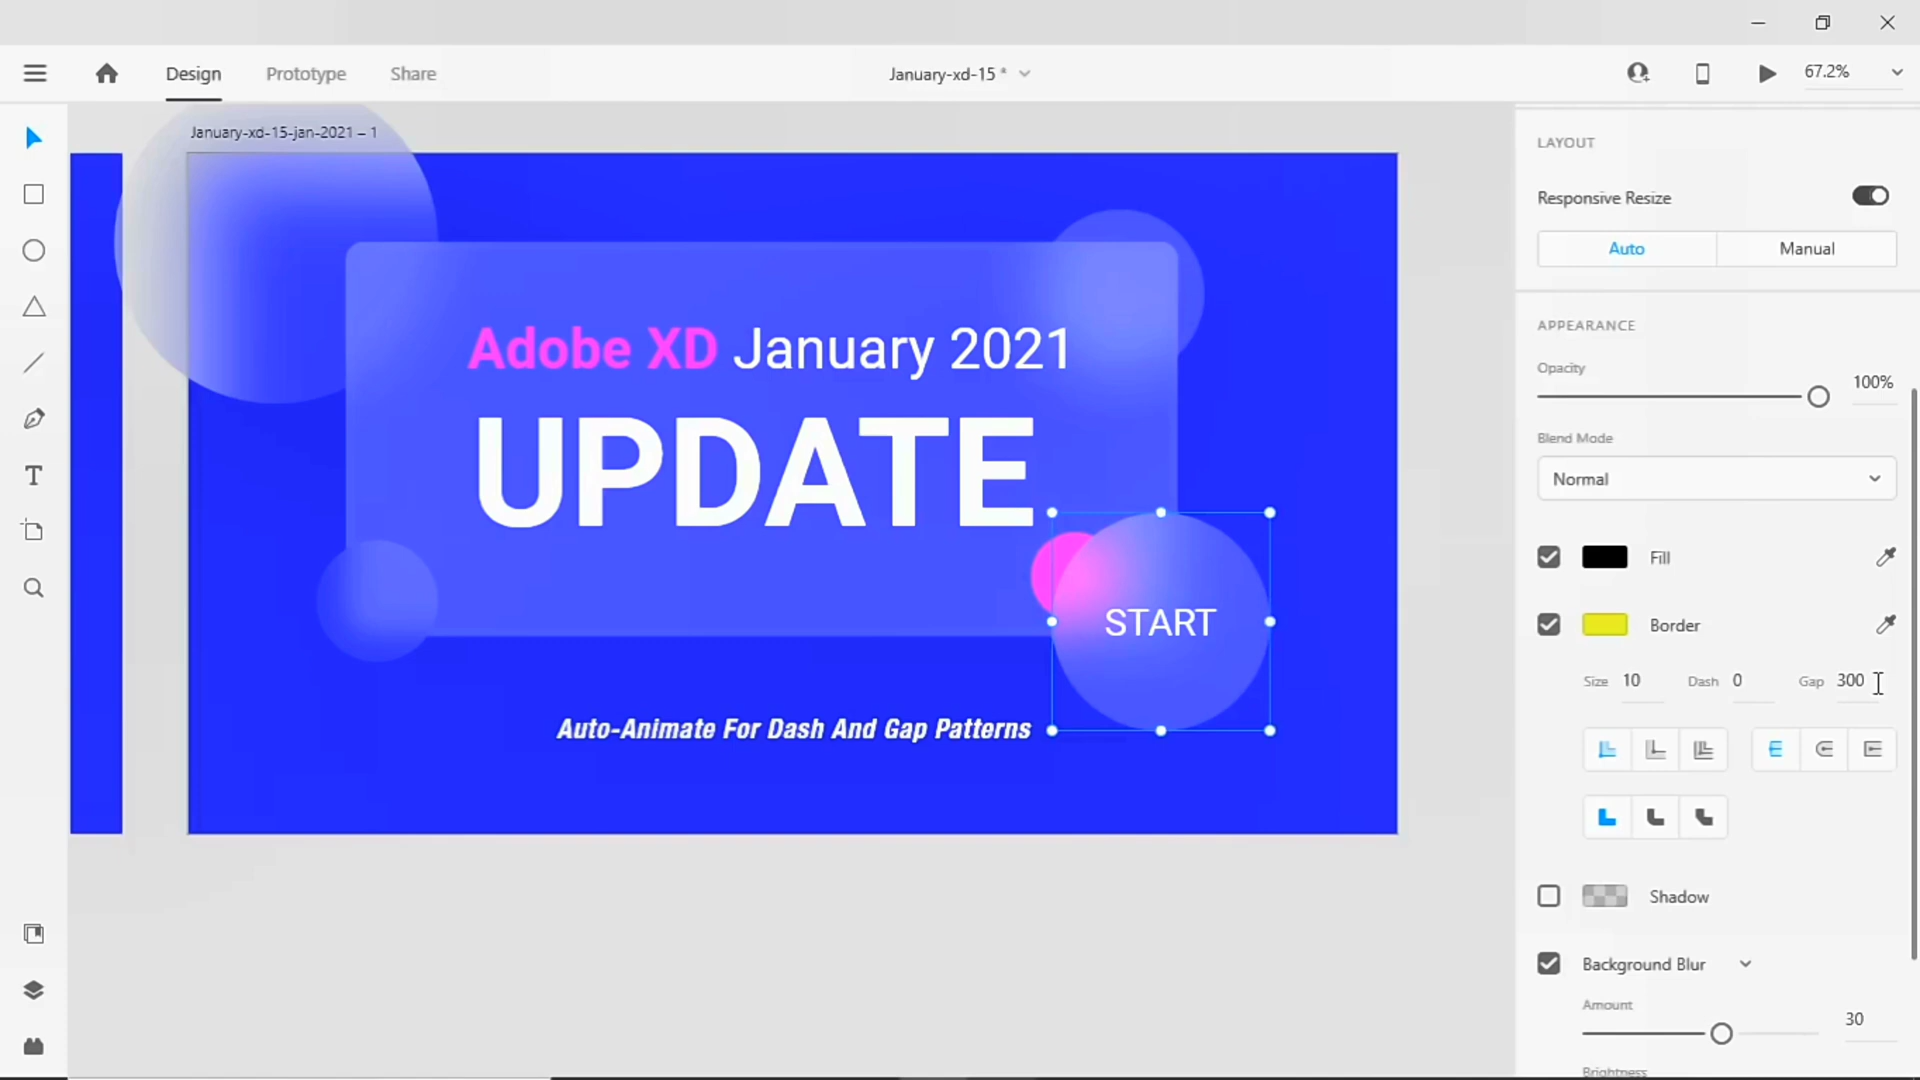 Design
Prototype
Share
January-xd-15 *
67.2%
January-xd-15-jan-2021 – 1
Adobe XD January 2021
UPDATE
START
Auto-Animate For Dash And Gap Patterns
LAYOUT
Responsive Resize
Auto
Manual
APPEARANCE
Opacity
100%
Blend Mode
Normal
Fill
Border
Size 10
Dash 0
Gap 300
Shadow
Background Blur
Amount
30
Brightness